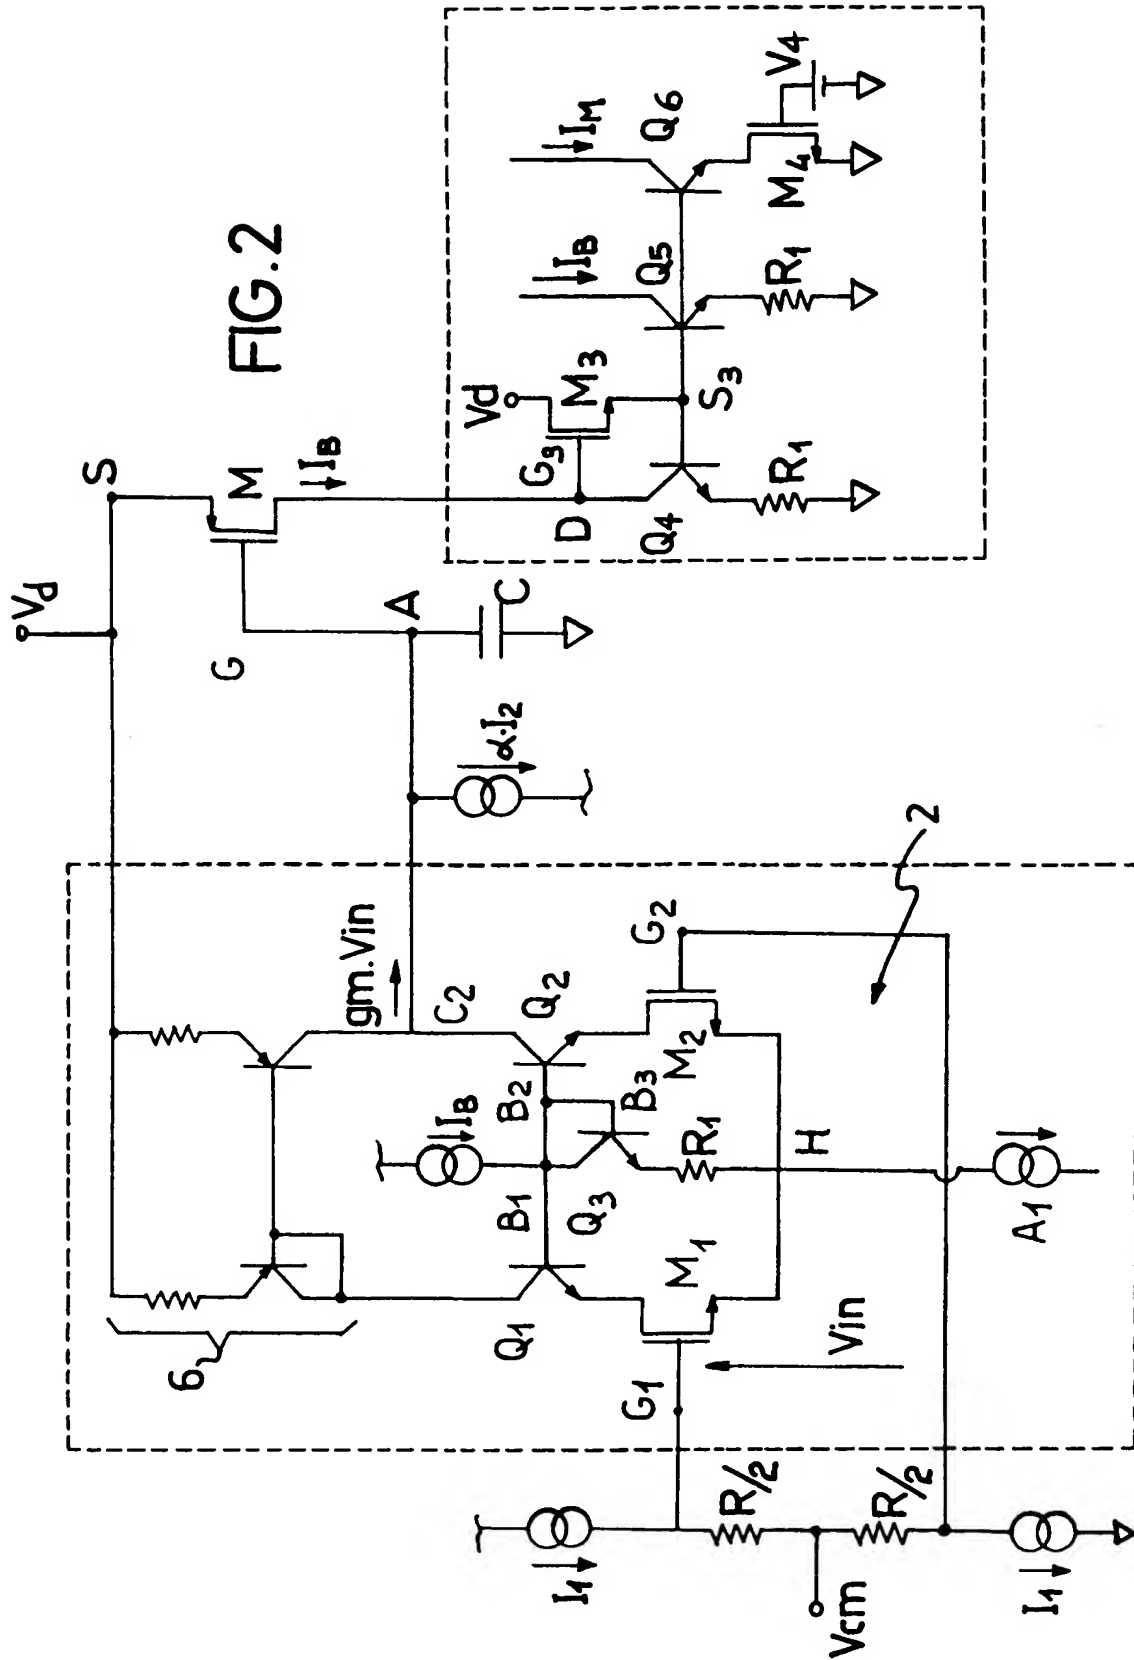 FIG.2
Vd
S
G
M
IB
A
C
α·I2
gm.Vin
C2
6
IB
Q1
B1
B2
Q2
Q3
B3
R1
M1
M2
G1
G2
H
Vin
A1
2
I1
R/2
R/2
Vcm
I1
D
G3
Vd
M3
S3
Q4
R1
IB
Q5
R1
IM
Q6
M4
V4